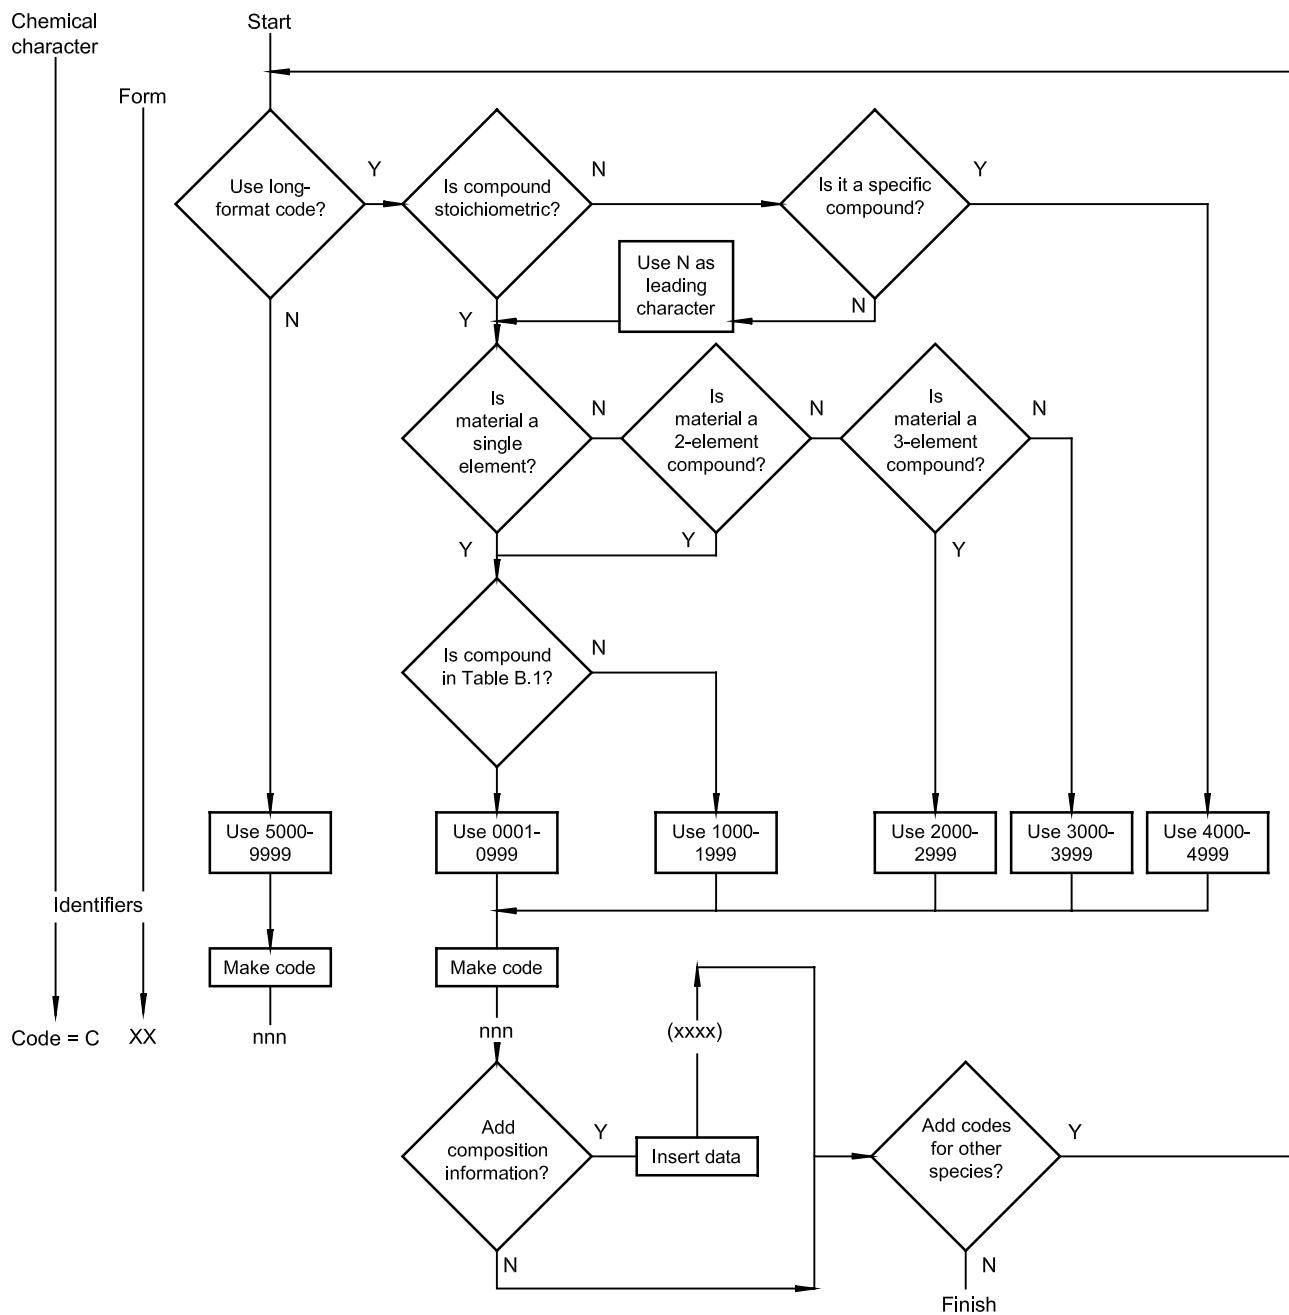 Chemical
character
Start
Form
Use long-
format code?
Y
Is compound
stoichiometric?
N
Is it a specific
compound?
Y
Use N as
leading
character
N
Y
N
Is
material a
single
element?
N
Is
material a
2-element
compound?
N
Is
material a
3-element
compound?
N
Y
Y
Y
Is compound
in Table B.1?
N
Use 5000-
9999
Use 0001-
0999
Use 1000-
1999
Use 2000-
2999
Use 3000-
3999
Use 4000-
4999
Identifiers
Make code
Make code
Code = C
XX
nnn
nnn
(xxxx)
Add
composition
information?
Y
Insert data
Add codes
for other
species?
Y
N
N
Finish